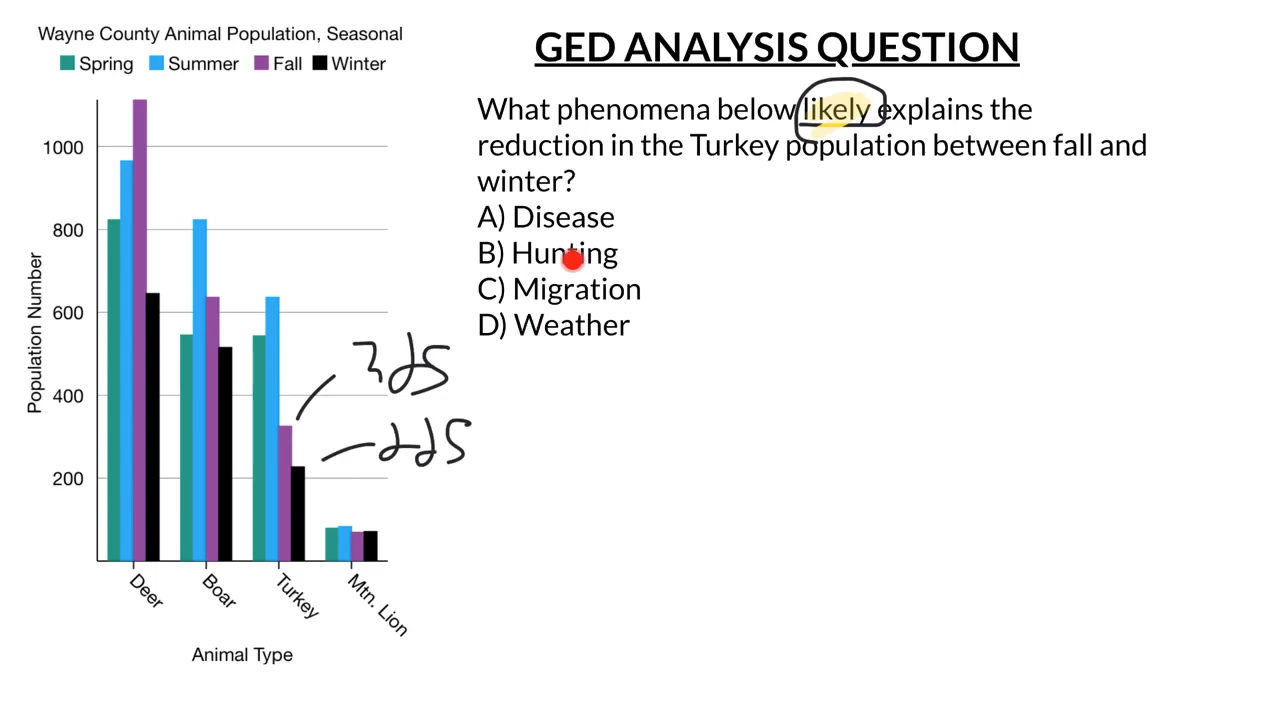 Wayne County Animal Population, Seasonal
Spring Summer Fall Winter
1000
800
600
400
200
Population Number
Deer
Boar
Turkey
Mtn. Lion
Animal Type
GED ANALYSIS QUESTION
What phenomena below likely explains the
reduction in the Turkey population between fall and
winter?
A) Disease
B) Hunting
C) Migration
D) Weather
325
225